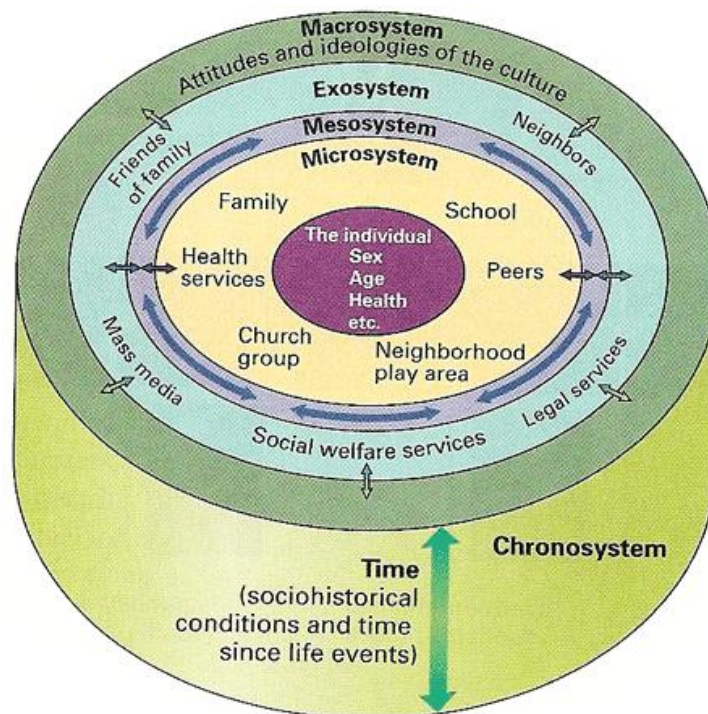 Macrosystem
Attitudes and ideologies of the culture
Exosystem
Mesosystem
Microsystem
Friends
of family
Neighbors
Family
School
The individual
Sex
Age
Health
etc.
Health
services
Peers
Church
group
Neighborhood
play area
Mass media
Legal services
Social welfare services
Chronosystem
Time
(sociohistorical
conditions and time
since life events)